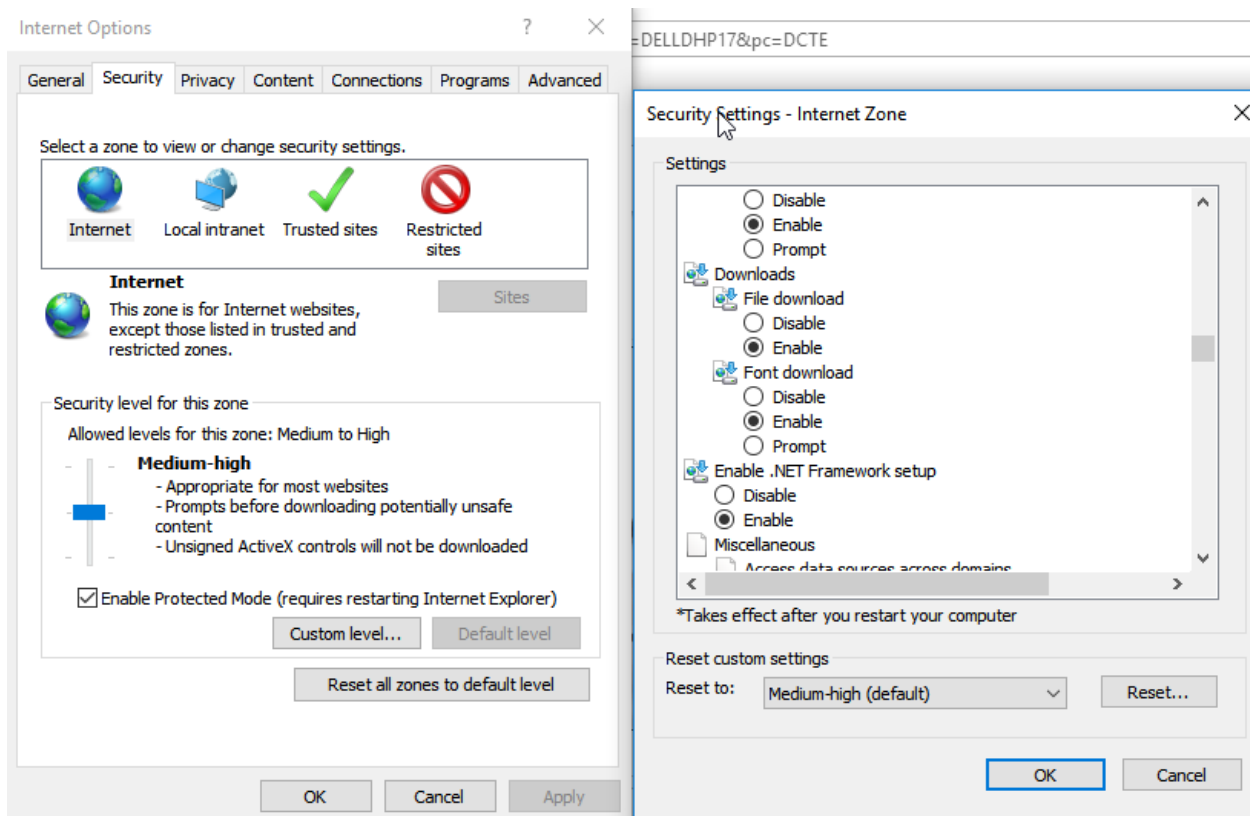 Internet Options
?
General Security Privacy Content Connections Programs Advanced
Select a zone to view or change security settings.
Internet Local intranet Trusted sites Restricted
sites
Internet
This zone is for Internet websites,
except those listed in trusted and
restricted zones.
Sites
Security level for this zone
Allowed levels for this zone: Medium to High
Medium-high
- Appropriate for most websites
- Prompts before downloading potentially unsafe
content
- Unsigned ActiveX controls will not be downloaded
Enable Protected Mode (requires restarting Internet Explorer)
Custom level... Default level
Reset all zones to default level
OK Cancel Apply
=DELLDHP17&pc=DCTE
Security Settings - Internet Zone
Settings
Disable
Enable
Prompt
Downloads
File download
Disable
Enable
Font download
Disable
Enable
Prompt
Enable .NET Framework setup
Disable
Enable
Miscellaneous
Access data sources across domains
*Takes effect after you restart your computer
Reset custom settings
Reset to: Medium-high (default) Reset...
OK Cancel